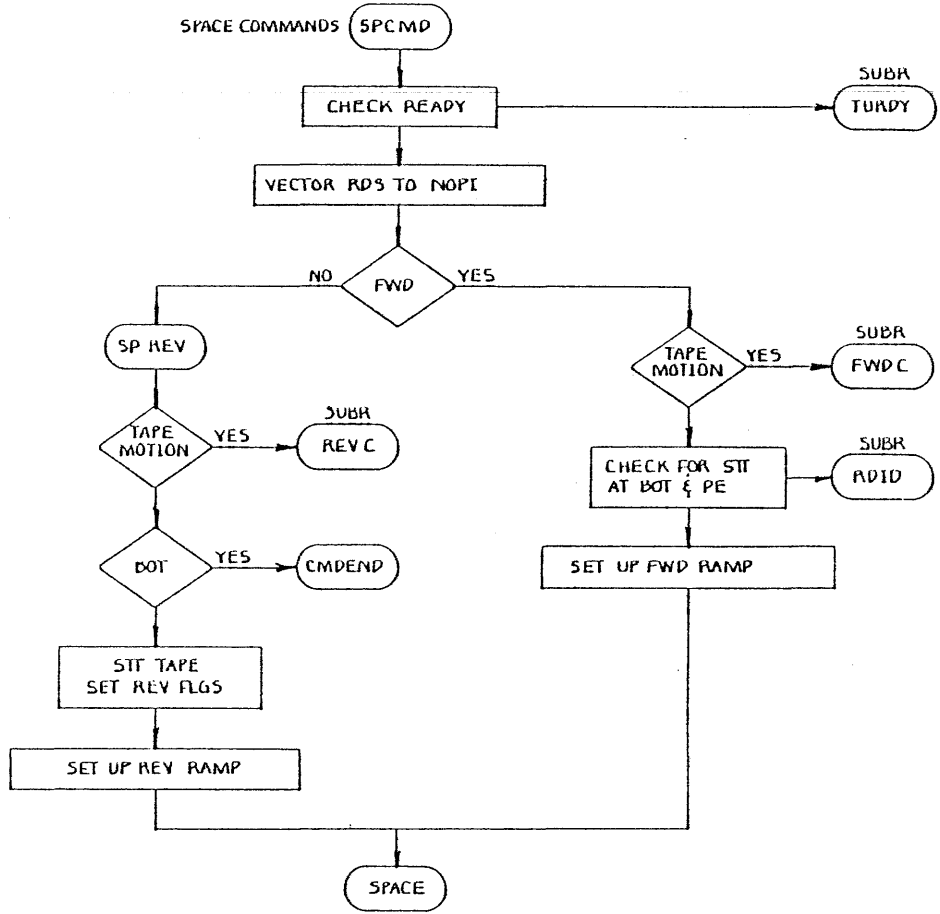 SPACE COMMANDS SPCMD
CHECK READY
SUBR
TURDY
VECTOR RDS TO NOPI
NO
FWD
YES
SP REV
TAPE
MOTION
YES
SUBR
FWDC
TAPE
MOTION
YES
SUBR
REVC
CHECK FOR STT
AT BOT & PE
SUBR
RDID
BOT
YES
CMDEND
SET UP FWD RAMP
STT TAPE
SET REV FLGS
SET UP REV RAMP
SPACE